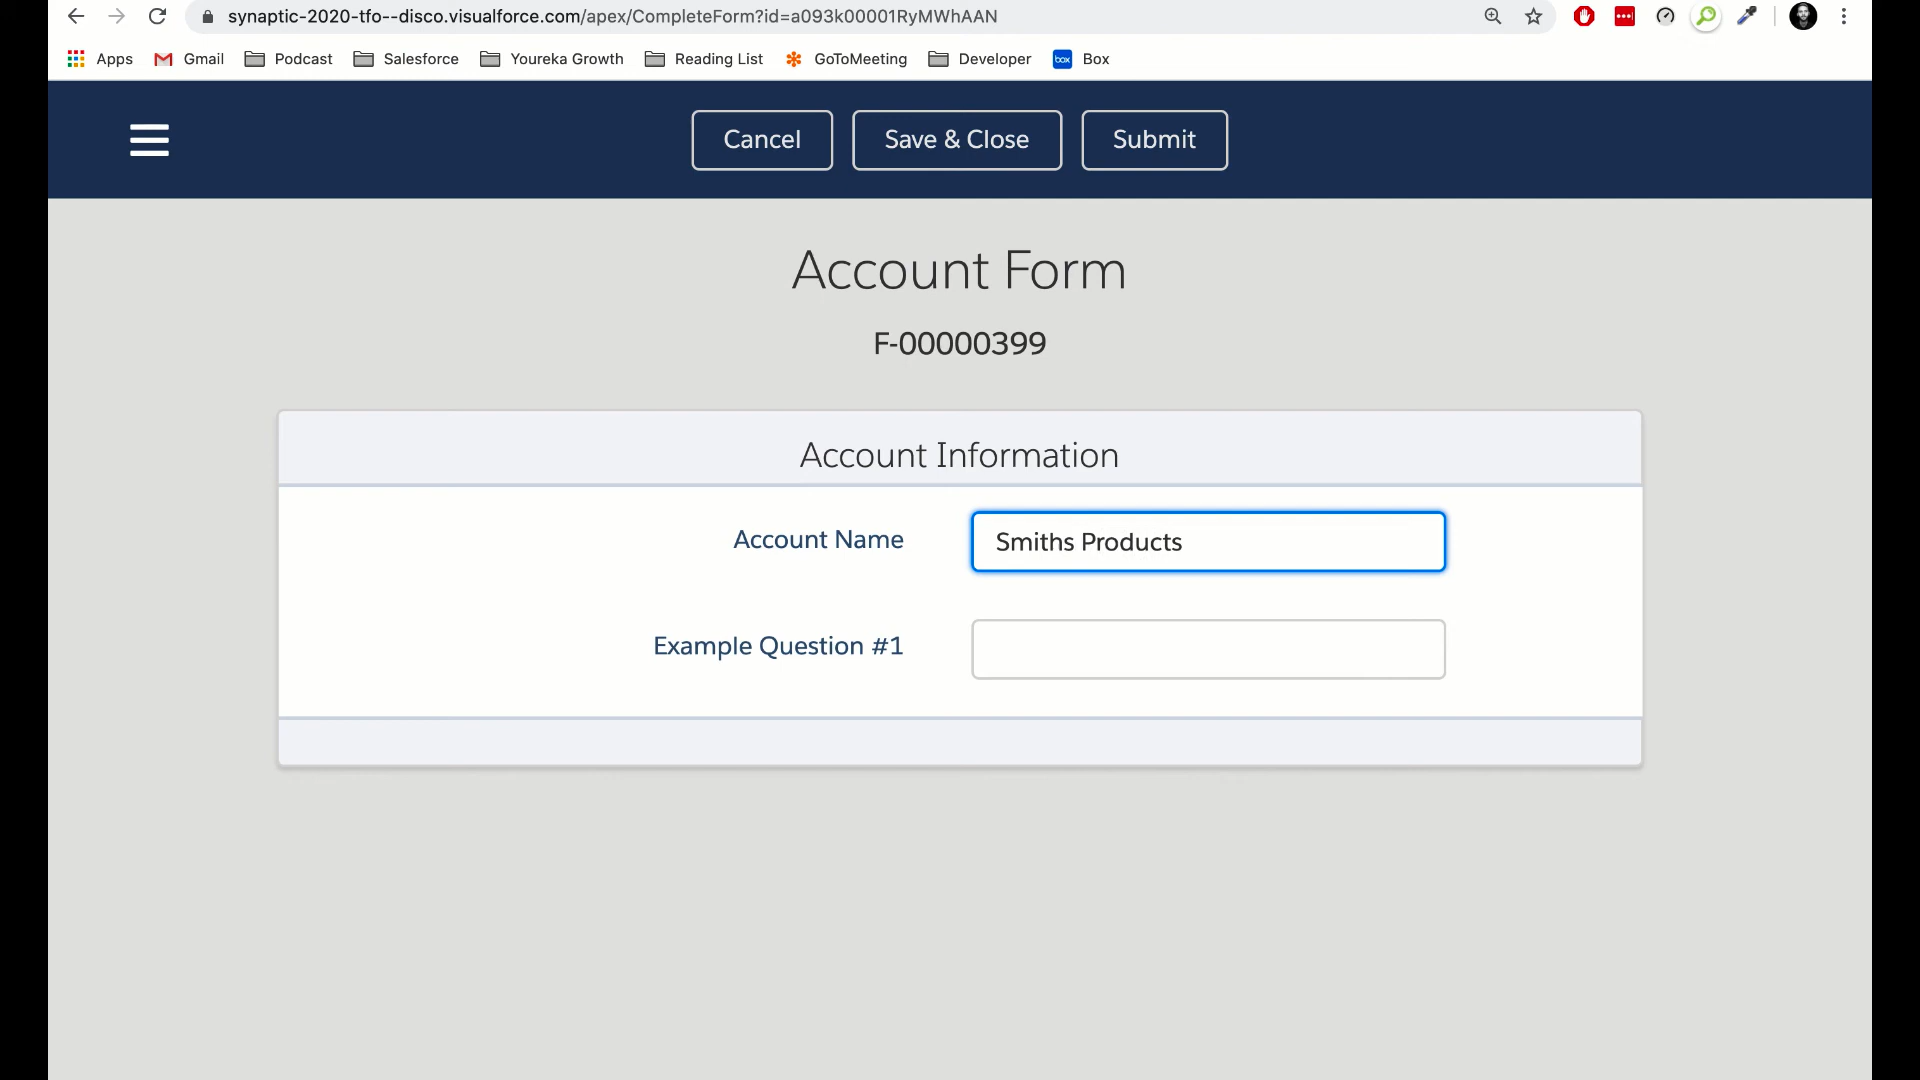 synaptic-2020-tfo--disco.visualforce.com/apex/CompleteForm?id=a093k00001RyMWhAAN
Apps Gmail Podcast Salesforce Youreka Growth Reading List GoToMeeting Developer box Box
Cancel Save & Close Submit
Account Form
F-00000399
Account Information
Account Name Smiths Products
Example Question #1